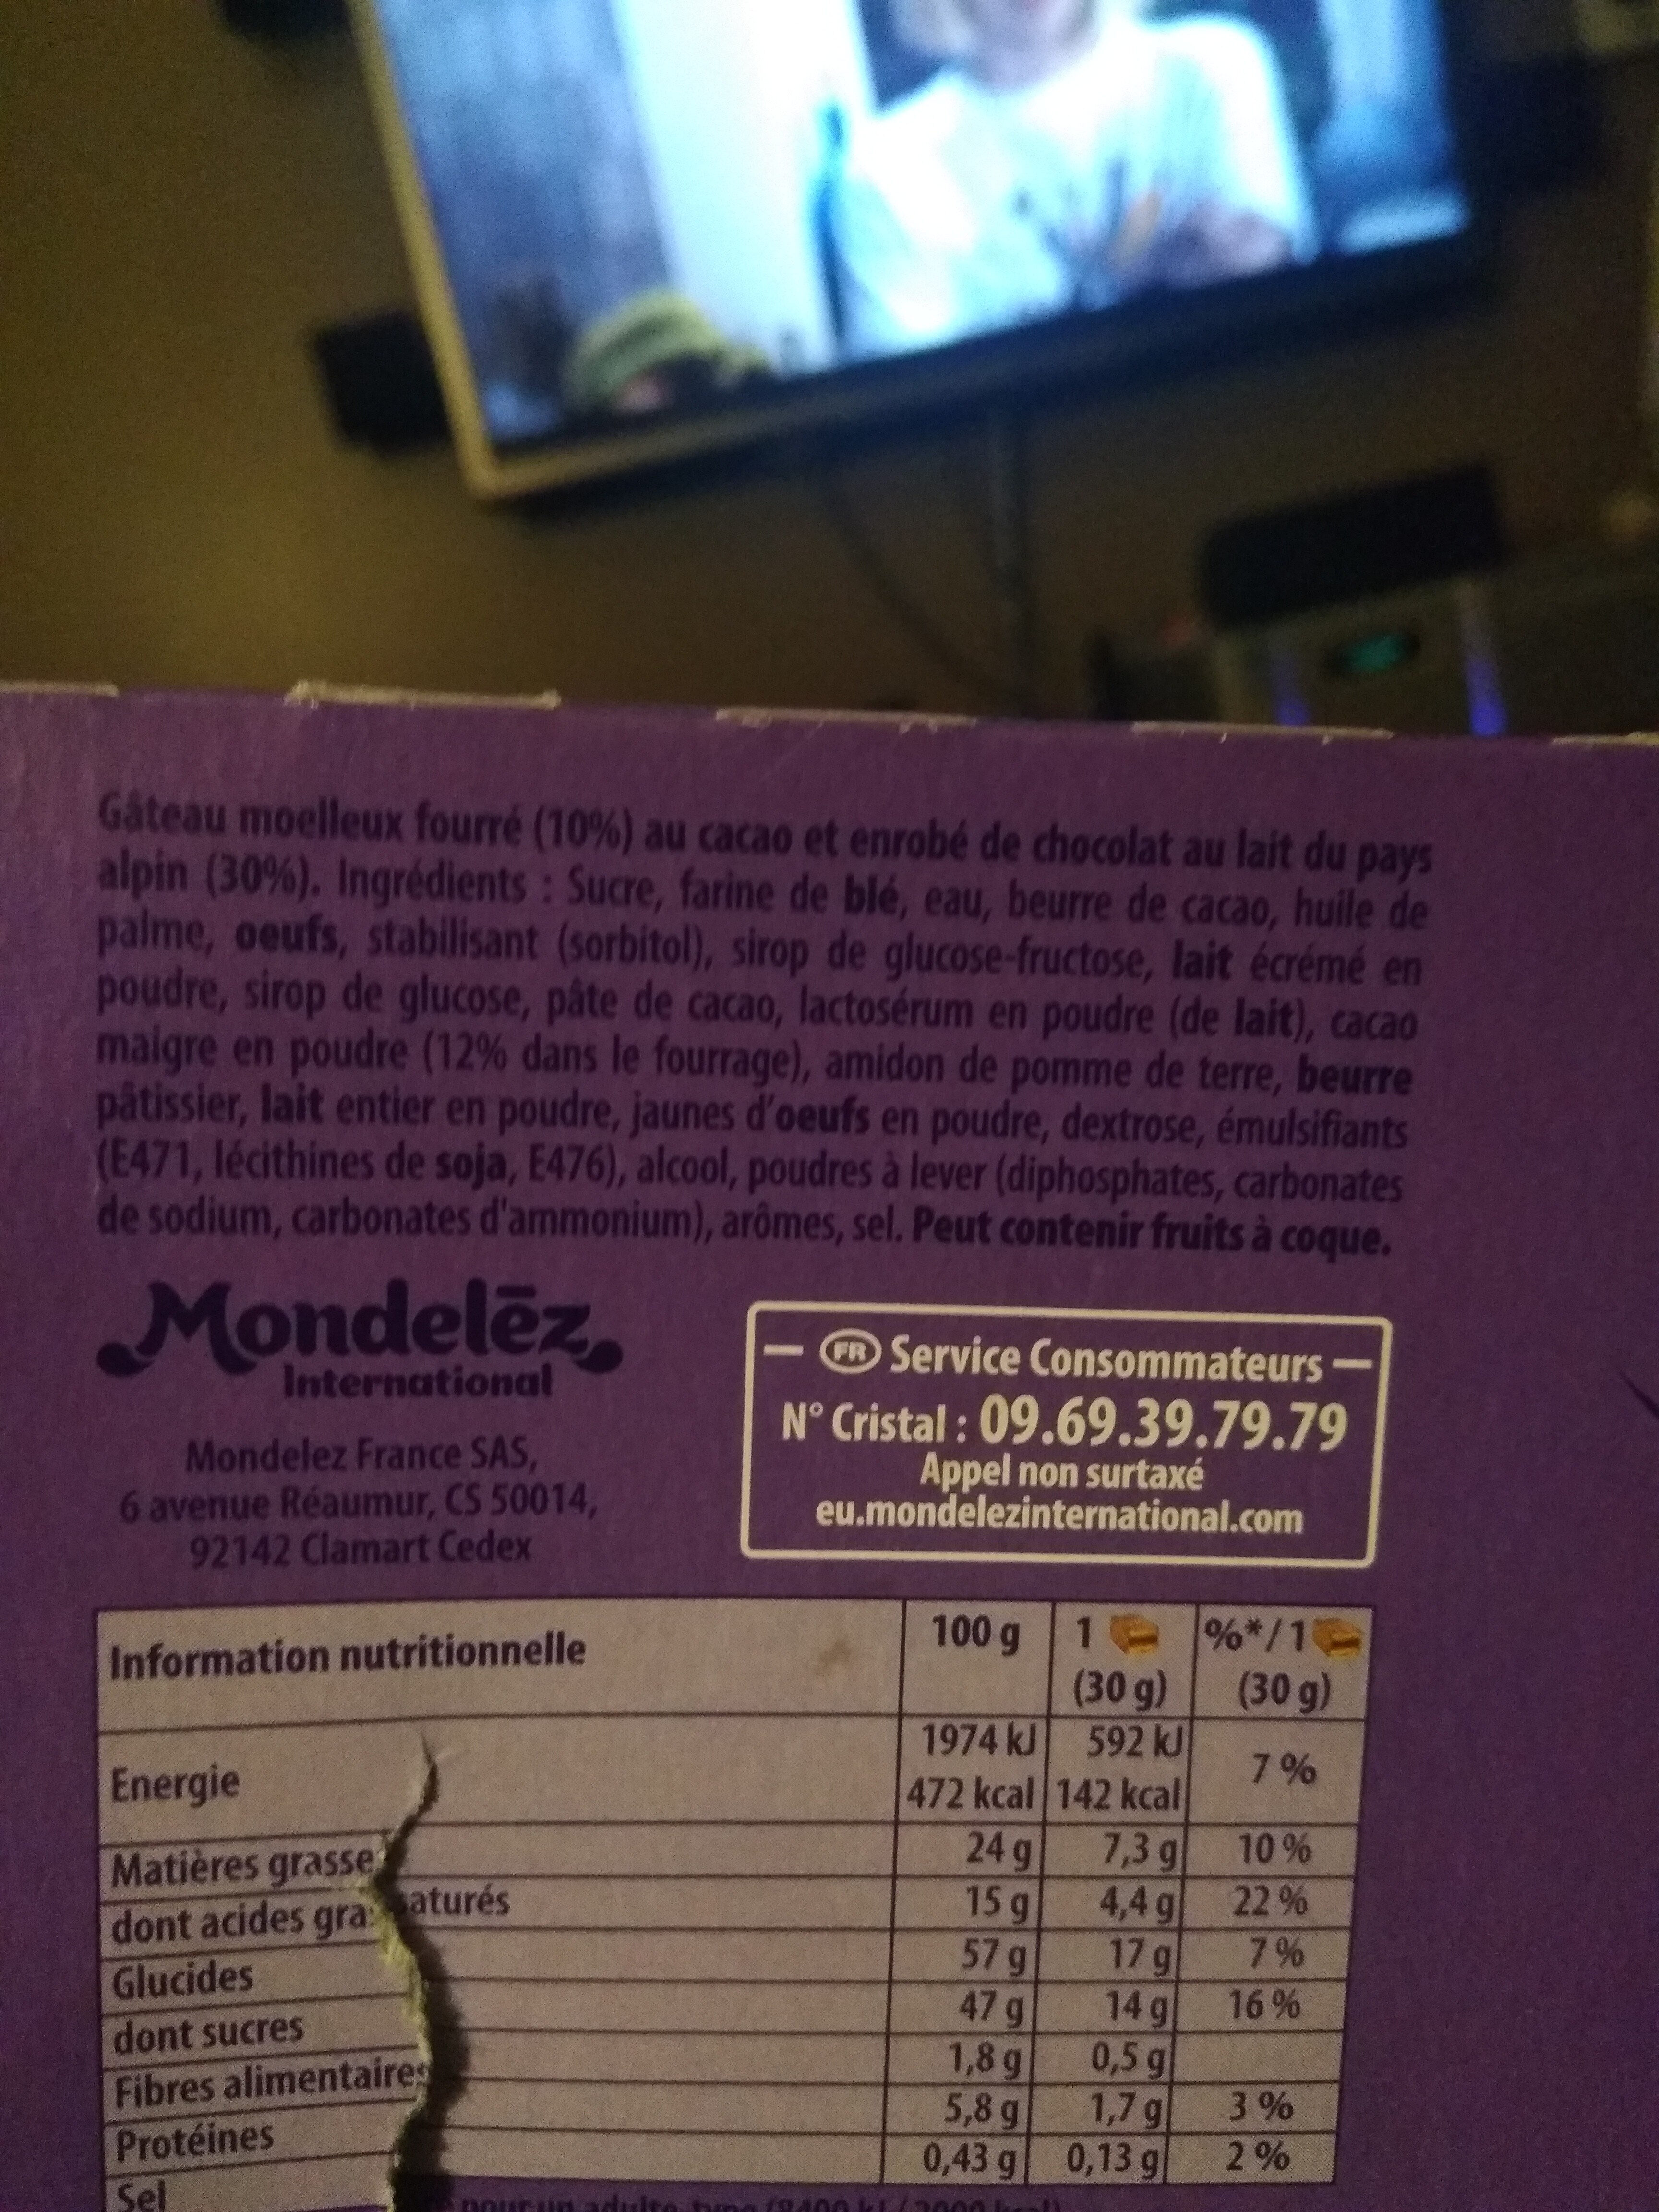 Gâteau moelleux fourré (10%) au cacao et enrobé de chocolat au lait du pays
alpin (30%). Ingrédients : Sucre, farine de blé, eau, beurre de cacao, huile de
palme, oeufs, stabilisant (sorbitol), sirop de glucose-fructose, lait écrémé en
poudre, sirop de glucose, pâte de cacao, lactosérum en poudre (de lait), cacao
maigre en poudre (12% dans le fourrage), amidon de pomme de terre, beurre
pâtissier, lait entier en poudre, jaunes d'oeufs en poudre, dextrose, émulsifiants
(E471, lécithines de soja, E476), alcool, poudres à lever (diphosphates, carbonates
de sodium, carbonates d'ammonium), arômes, sel. Peut contenir fruits à coque.
Mondelēz
International
Mondelez France SAS,
6 avenue Réaumur, CS 50014,
92142 Clamart Cedex
FR Service Consommateurs
N° Cristal : 09.69.39.79.79
Appel non surtaxé
eu.mondelezinternational.com
Information nutritionnelle 100 g 1 (30 g) %*/1 (30 g)
Energie 1974 kJ 592 kJ 7 %
472 kcal 142 kcal
Matières grasse 24 g 7,3 g 10 %
dont acides gra aturés 15 g 4,4 g 22 %
Glucides 57 g 17 g 7 %
dont sucres 47 g 14 g 16 %
Fibres alimentaires 1,8 g 0,5 g
Protéines 5,8 g 1,7 g 3 %
Sel 0,43 g 0,13 g 2 %
pour un adulte-type (8400 kJ / 2000 kcal)